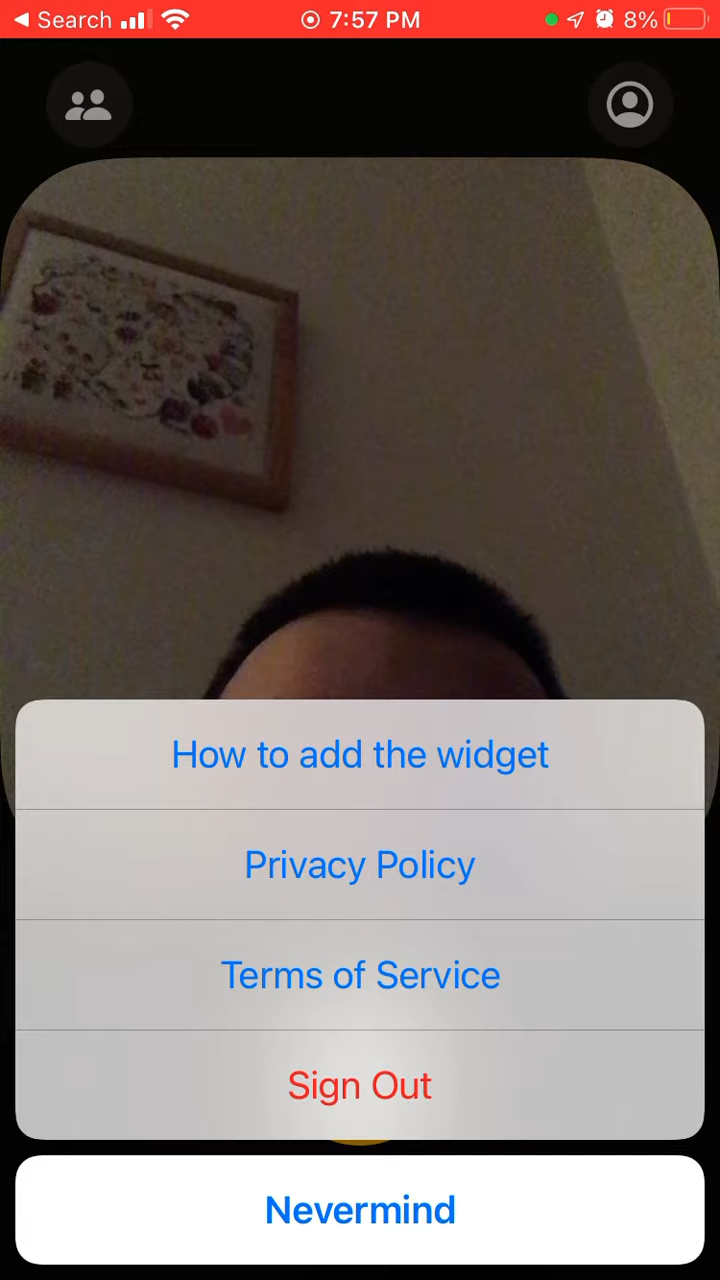 Search 7:57 PM 8%
How to add the widget
Privacy Policy
Terms of Service
Sign Out
Nevermind